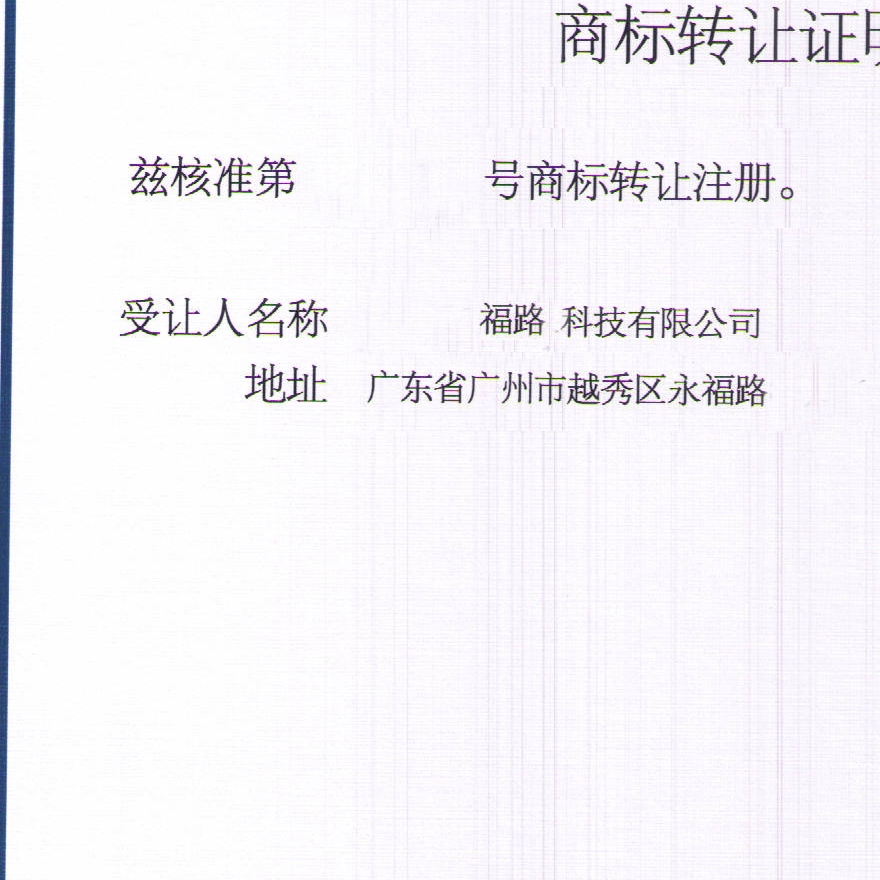 商标转让证明
兹核准第 号商标转让注册。
受让人名称 福路 科技有限公司
地址 广东省广州市越秀区永福路